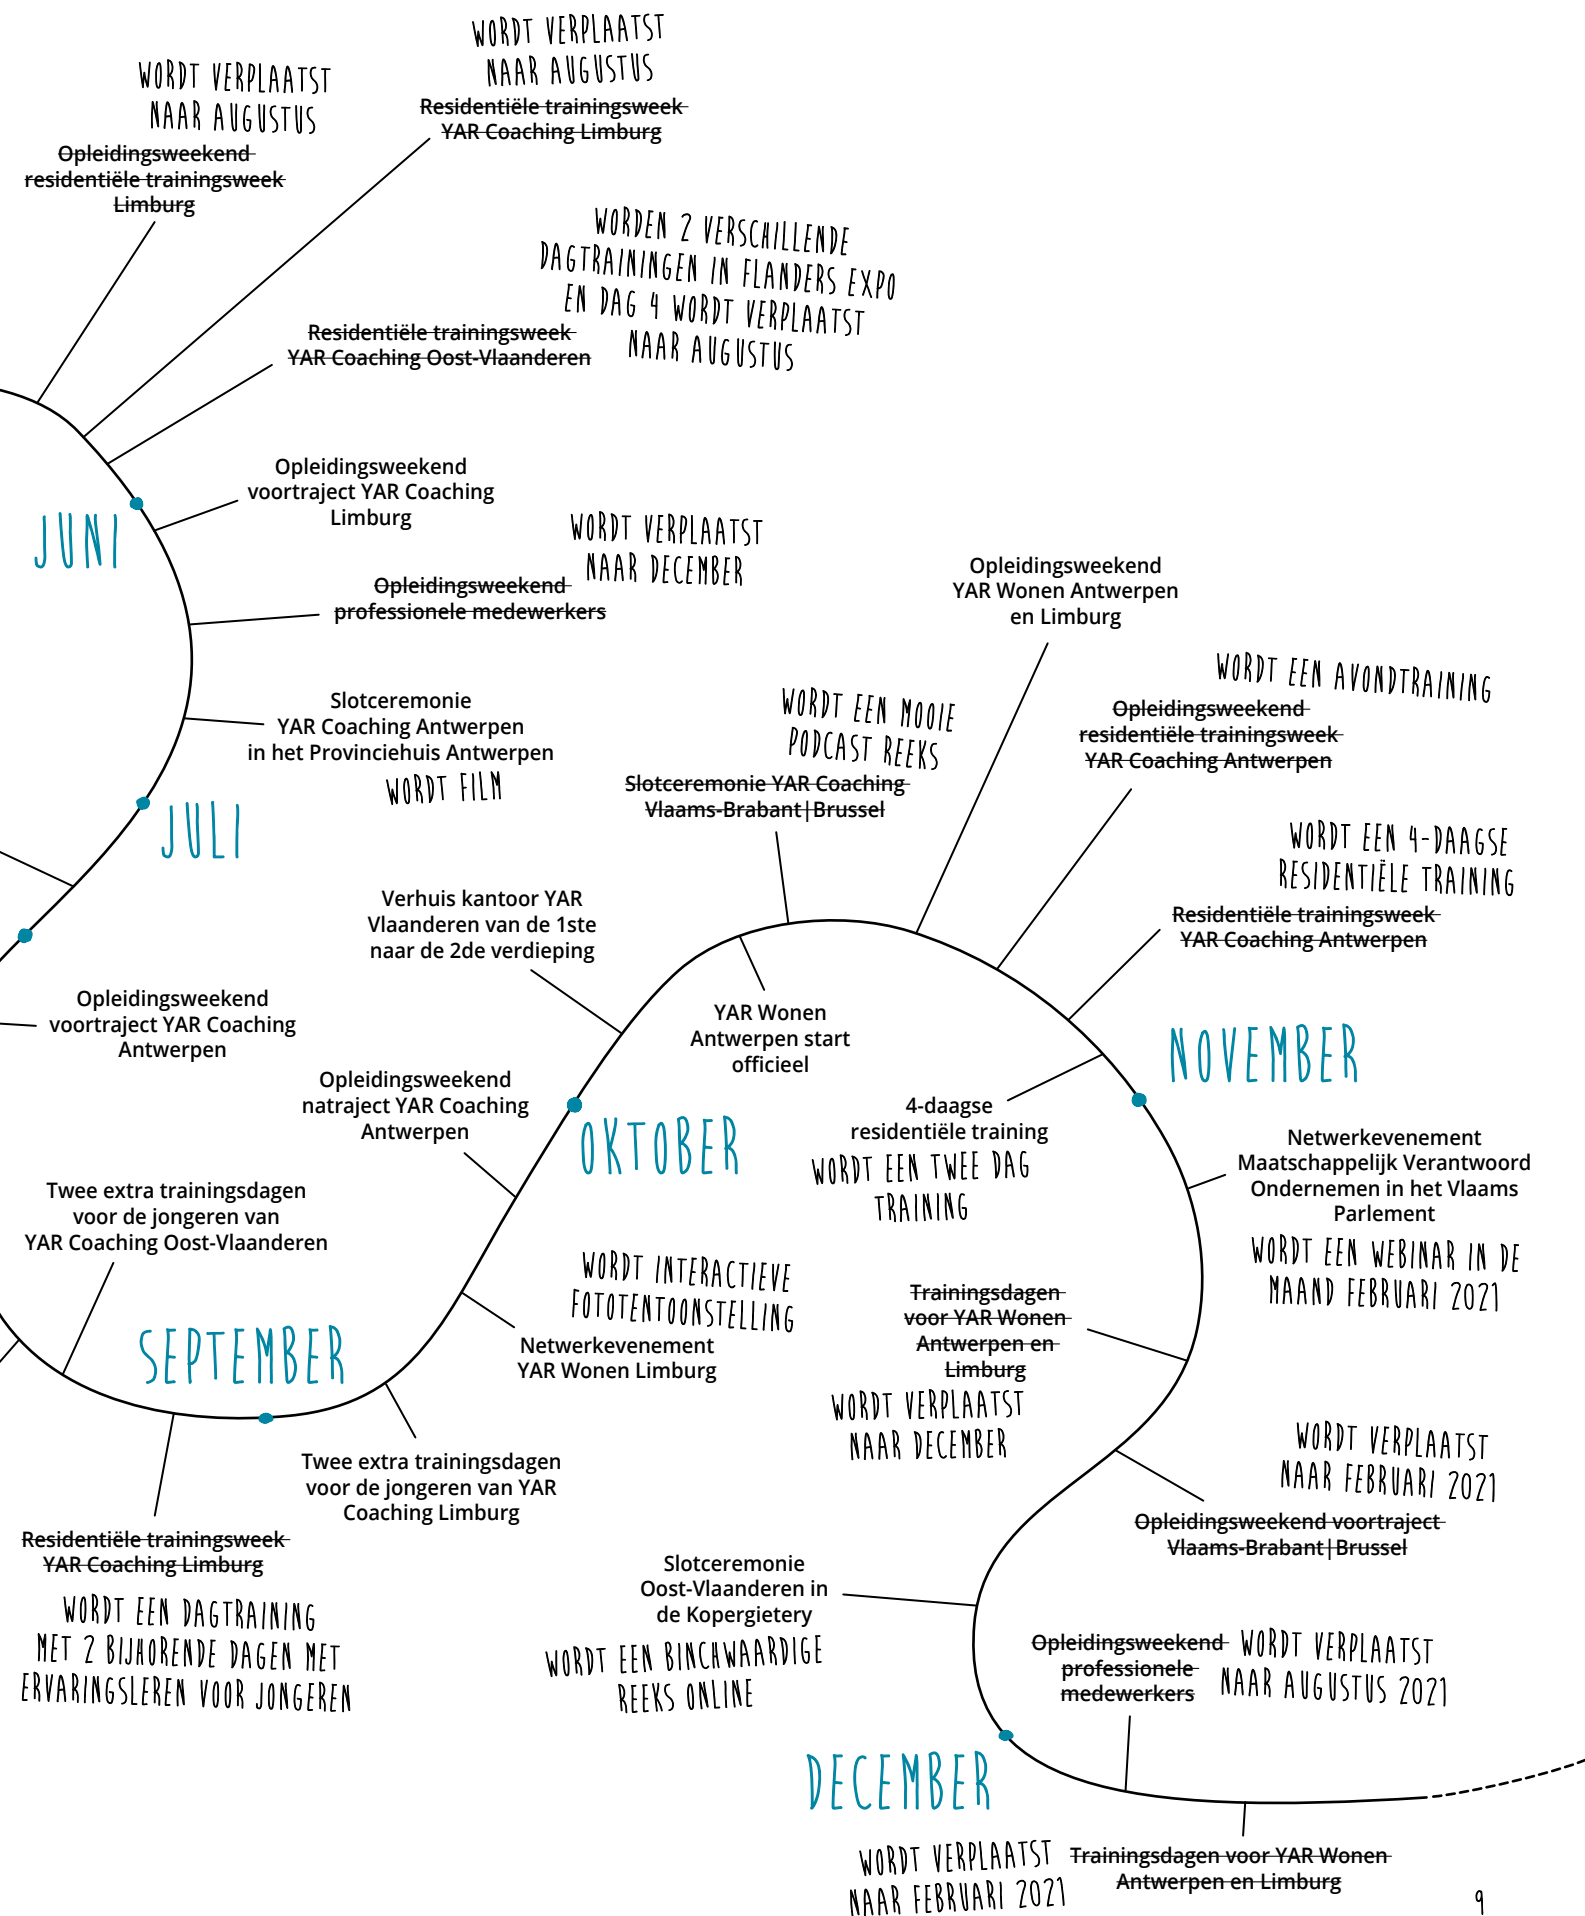 WORDT VERPLAATST
NAAR AUGUSTUS
Opleidingsweekend
residentiële trainingsweek
Limburg
WORDT VERPLAATST
NAAR AUGUSTUS
Residentiële trainingsweek
YAR Coaching Limburg
WORDEN 2 VERSCHILLENDE
DAGTRAININGEN IN FLANDERS EXPO
EN DAG 4 WORDT VERPLAATST
NAAR AUGUSTUS
Residentiële trainingsweek
YAR Coaching Oost-Vlaanderen
JUNI
Opleidingsweekend
voortraject YAR Coaching
Limburg
WORDT VERPLAATST
NAAR DECEMBER
Opleidingsweekend
professionele medewerkers
Slotceremonie
YAR Coaching Antwerpen
in het Provinciehuis Antwerpen
WORDT FILM
JULI
Opleidingsweekend
voortraject YAR Coaching
Antwerpen
Twee extra trainingsdagen
voor de jongeren van
YAR Coaching Oost-Vlaanderen
Residentiële trainingsweek
YAR Coaching Limburg
WORDT EEN DAGTRAINING
MET 2 BIJHORENDE DAGEN MET
ERVARINGSLEREN VOOR JONGEREN
SEPTEMBER
Twee extra trainingsdagen
voor de jongeren van YAR
Coaching Limburg
WORDT INTERACTIEVE
FOTOTENTOONSTELLING
Netwerkevenement
YAR Wonen Limburg
Opleidingsweekend
natraject YAR Coaching
Antwerpen
OKTOBER
Verhuis kantoor YAR
Vlaanderen van de 1ste
naar de 2de verdieping
YAR Wonen
Antwerpen start
officieel
WORDT EEN MOOIE
PODCAST REEKS
Slotceremonie YAR Coaching
Vlaams-Brabant|Brussel
Opleidingsweekend
YAR Wonen Antwerpen
en Limburg
WORDT EEN AVONDTRAINING
Opleidingsweekend
residentiële trainingsweek
YAR Coaching Antwerpen
WORDT EEN 4-DAAGSE
RESIDENTIËLE TRAINING
Residentiële trainingsweek
YAR Coaching Antwerpen
4-daagse
residentiële training
WORDT EEN TWEE DAG
TRAINING
NOVEMBER
Netwerkevenement
Maatschappelijk Verantwoord
Ondernemen in het Vlaams
Parlement
WORDT EEN WEBINAR IN DE
MAAND FEBRUARI 2021
Trainingsdagen
voor YAR Wonen
Antwerpen en
Limburg
WORDT VERPLAATST
NAAR DECEMBER
WORDT VERPLAATST
NAAR FEBRUARI 2021
Opleidingsweekend voortraject
Vlaams-Brabant|Brussel
Slotceremonie
Oost-Vlaanderen in
de Kopergietery
WORDT EEN BINCHWAARDIGE
REEKS ONLINE
DECEMBER
Opleidingsweekend
professionele
medewerkers
WORDT VERPLAATST
NAAR AUGUSTUS 2021
WORDT VERPLAATST
NAAR FEBRUARI 2021
Trainingsdagen voor YAR Wonen
Antwerpen en Limburg
9